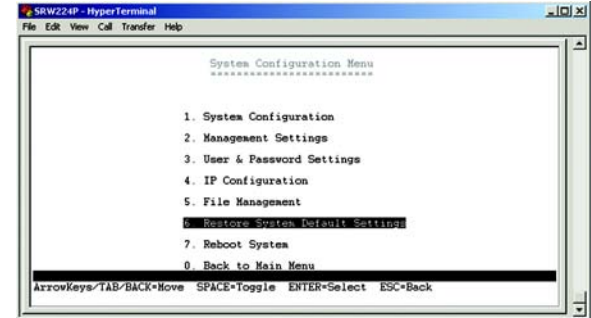 SRW224P - HyperTerminal
File Edit View Call Transfer Help
System Configuration Menu
=========================
1. System Configuration
2. Management Settings
3. User & Password Settings
4. IP Configuration
5. File Management
6. Restore System Default Settings
7. Reboot System
0. Back to Main Menu
ArrowKeys/TAB/BACK=Move SPACE=Toggle ENTER=Select ESC=Back